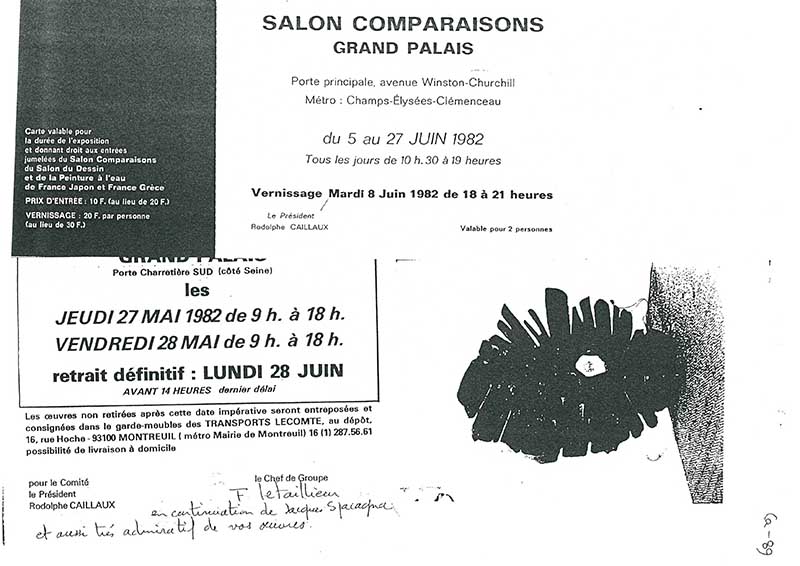 SALON COMPARAISONS
GRAND PALAIS
Porte principale, avenue Winston-Churchill
Métro : Champs-Élysées-Clémenceau
du 5 au 27 JUIN 1982
Tous les jours de 10 h. 30 à 19 heures
Vernissage Mardi 8 Juin 1982 de 18 à 21 heures
Le Président
Rodolphe CAILLAUX
Valable pour 2 personnes
Carte valable pour
la durée de l'exposition
et donnant droit aux entrées
jumelées du Salon Comparaisons
du Salon du Dessin
et de la Peinture à l'eau
de France Japon et France Grèce
PRIX D'ENTRÉE : 10 F. (au lieu de 20 F.)
VERNISSAGE : 20 F. par personne
(au lieu de 30 F.)
GRAND PALAIS
Porte Charretière SUD (côté Seine)
les
JEUDI 27 MAI 1982 de 9 h. à 18 h.
VENDREDI 28 MAI de 9 h. à 18 h.
retrait définitif : LUNDI 28 JUIN
AVANT 14 HEURES dernier délai
Les œuvres non retirées après cette date impérative seront entreposées et
consignées dans le garde-meubles des TRANSPORTS LECOMTE, au dépôt,
16, rue Hoche - 93100 MONTREUIL ( métro Mairie de Montreuil) 16 (1) 287.56.61
possibilité de livraison à domicile
pour le Comité
le Président
Rodolphe CAILLAUX
le Chef de Groupe
F Letaillieur
en continuation de Jacques Spacagna
et aussi très admiratif de vos œuvres.